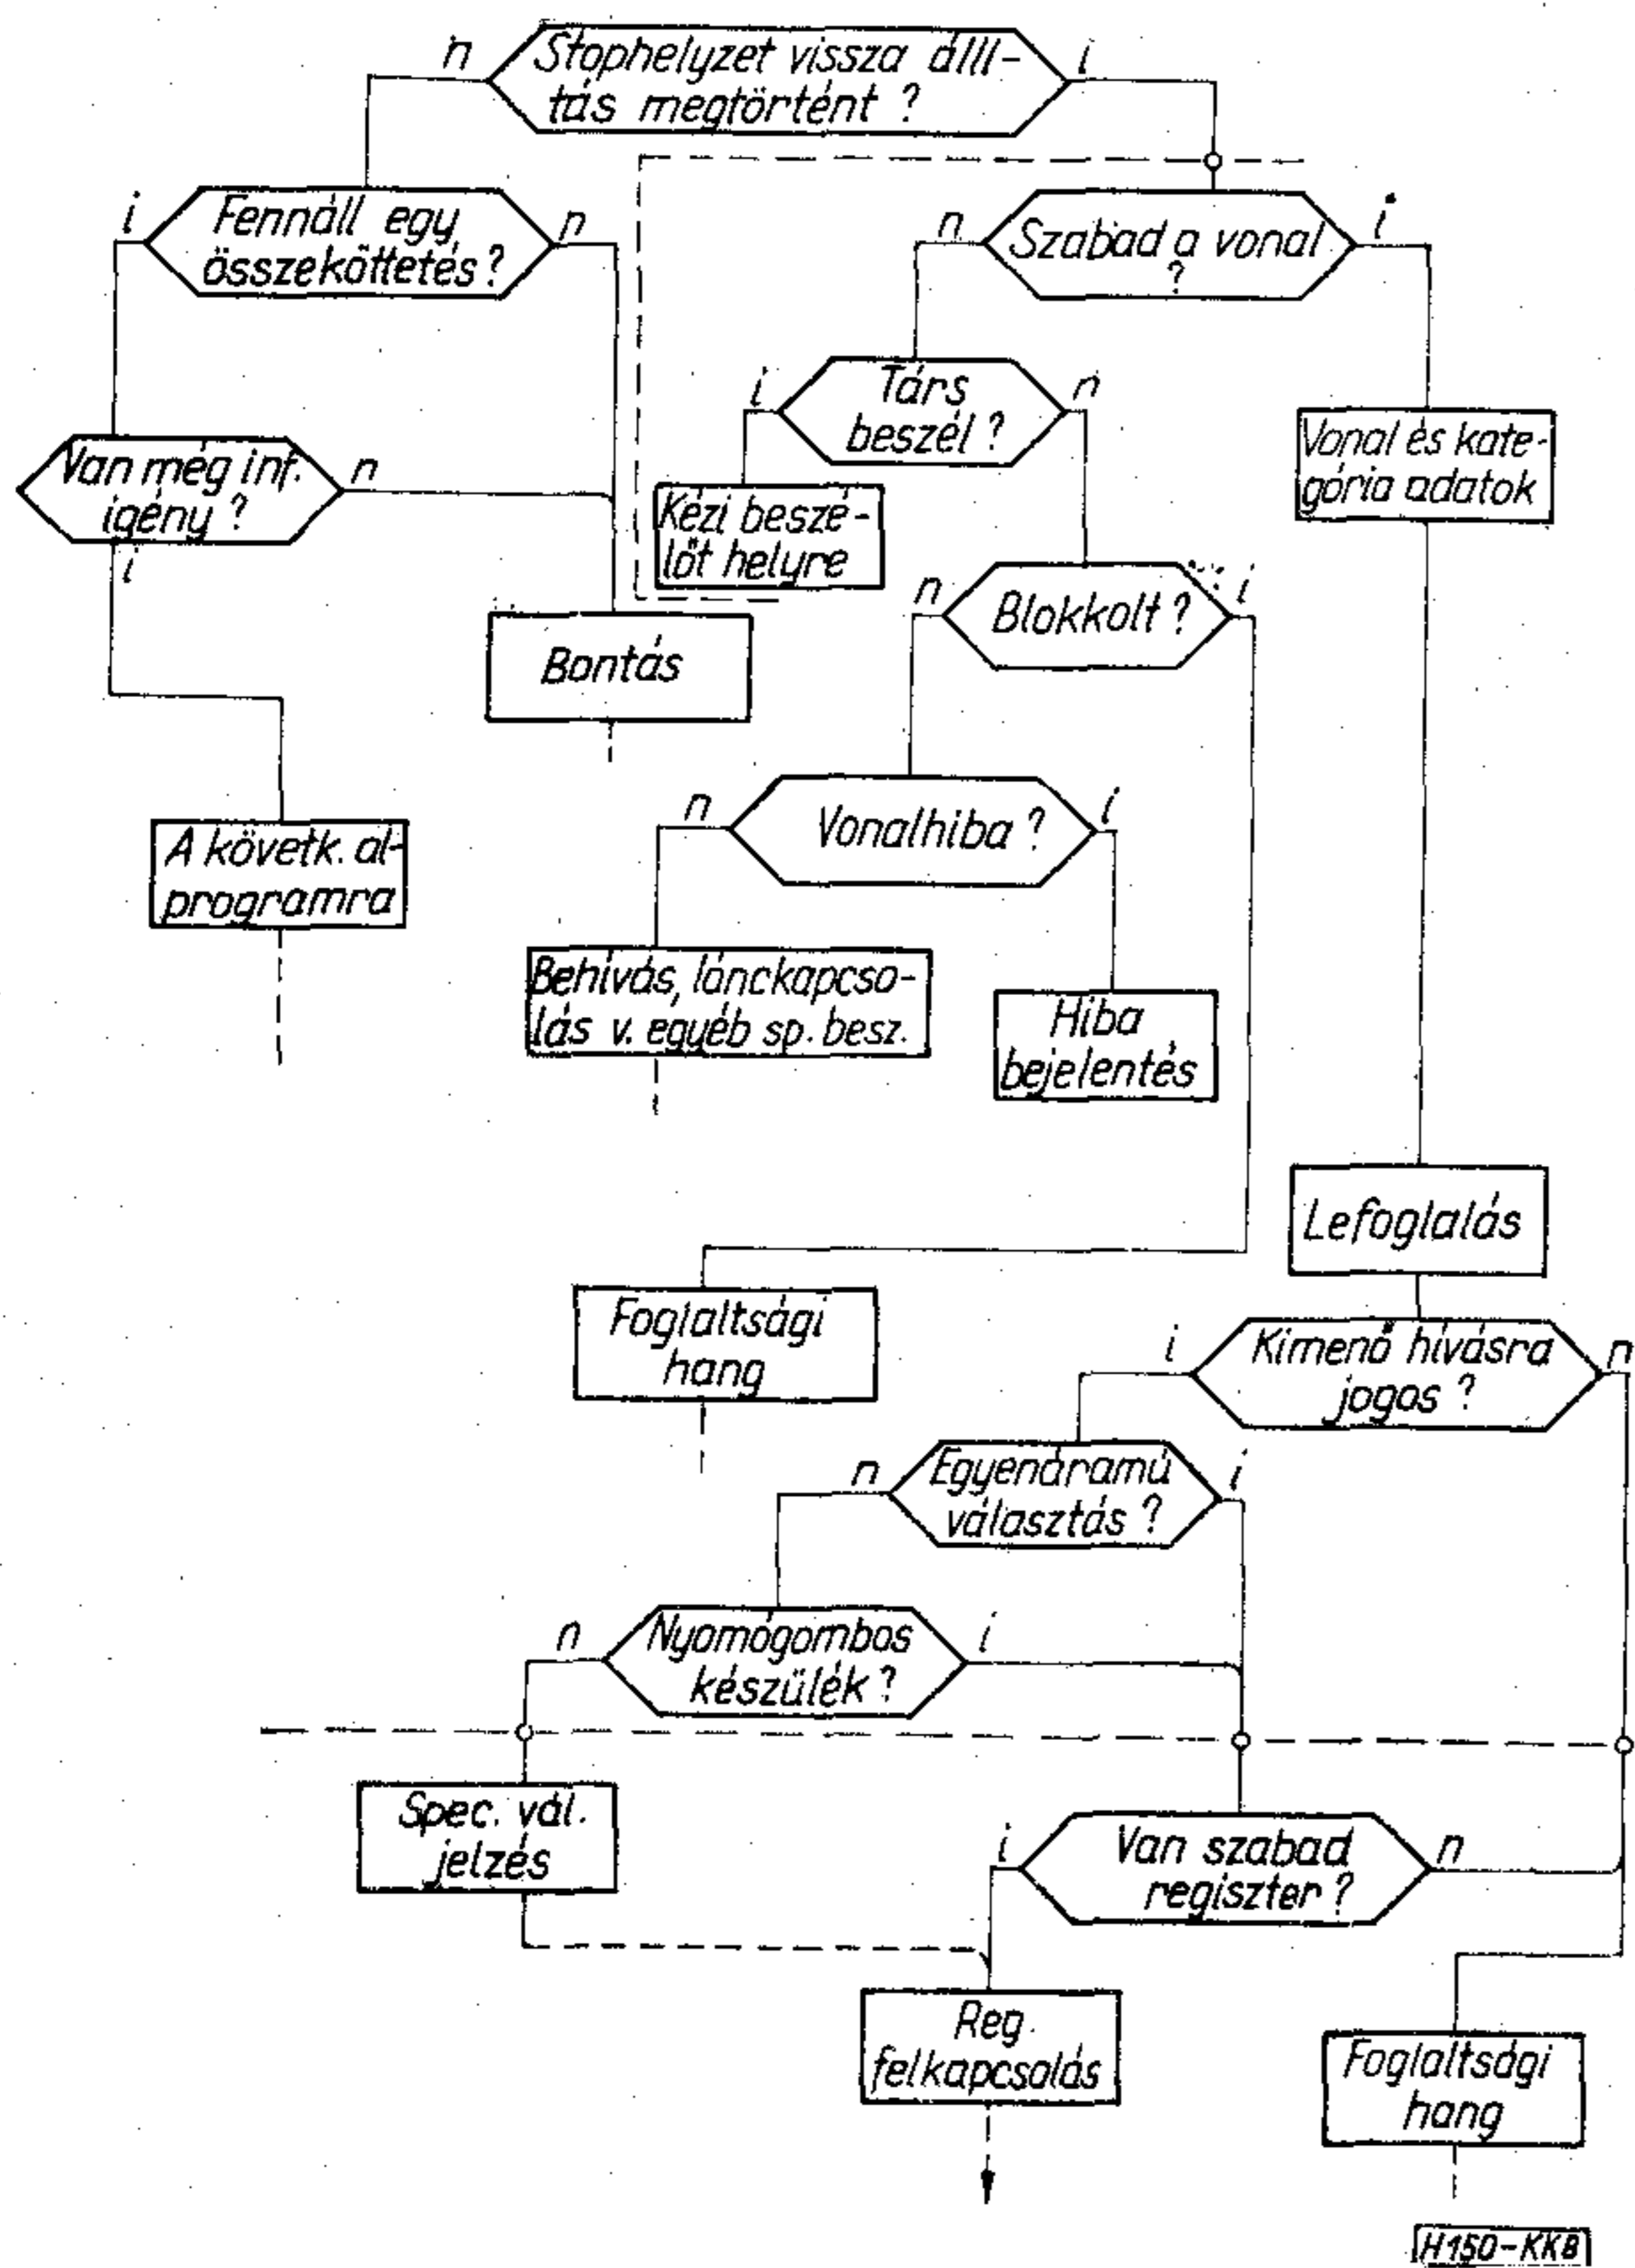 n
Stophelyzet vissza álll-
tás megtörtént ?
i
i
Fennáll egy
összeköttetés ?
n
n
Szabad a vonal
?
i
i
Társ
beszél ?
n
Vonal és kate-
gória adatok
Van még inf.
igény ?
n
i
Kézi beszé-
lőt helyre
n
Blokkolt ?
i
Bontás
n
Vonalhiba ?
i
A követk. al-
programra
Behívás, lánckapcso-
lás v. egyéb sp. besz.
Hiba
bejelentés
Lefoglalás
Foglaltsági
hang
i
Kimenő hívásra
jogos ?
n
n
Egyenáramú
választás ?
i
n
Nyomógombos
készülék ?
i
Spec. vál.
jelzés
i
Van szabad
regiszter ?
n
Reg.
felkapcsolás
Foglaltsági
hang
H150-KKB